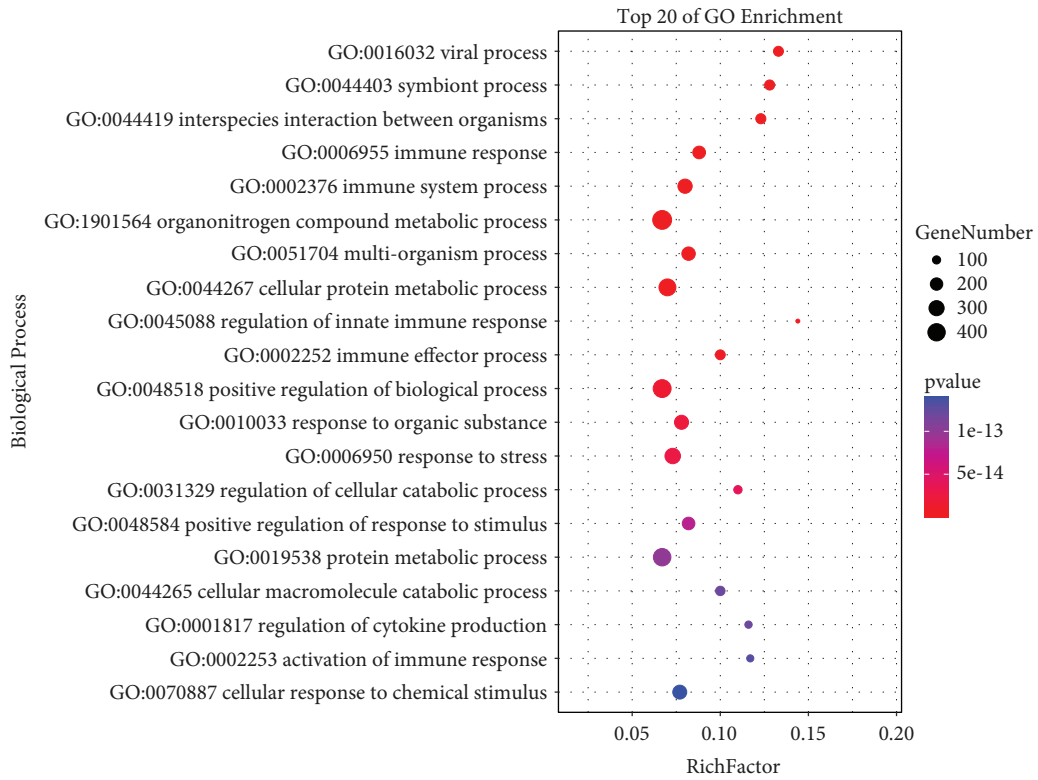 Top 20 of GO Enrichment
GO:0016032 viral process
GO:0044403 symbiont process
GO:0044419 interspecies interaction between organisms
GO:0006955 immune response
GO:0002376 immune system process
GO:1901564 organonitrogen compound metabolic process
GO:0051704 multi-organism process
GO:0044267 cellular protein metabolic process
GO:0045088 regulation of innate immune response
GO:0002252 immune effector process
GO:0048518 positive regulation of biological process
GO:0010033 response to organic substance
GO:0006950 response to stress
GO:0031329 regulation of cellular catabolic process
GO:0048584 positive regulation of response to stimulus
GO:0019538 protein metabolic process
GO:0044265 cellular macromolecule catabolic process
GO:0001817 regulation of cytokine production
GO:0002253 activation of immune response
GO:0070887 cellular response to chemical stimulus
Biological Process
0.05 0.10 0.15 0.20
RichFactor
GeneNumber
100
200
300
400
pvalue
1e-13
5e-14